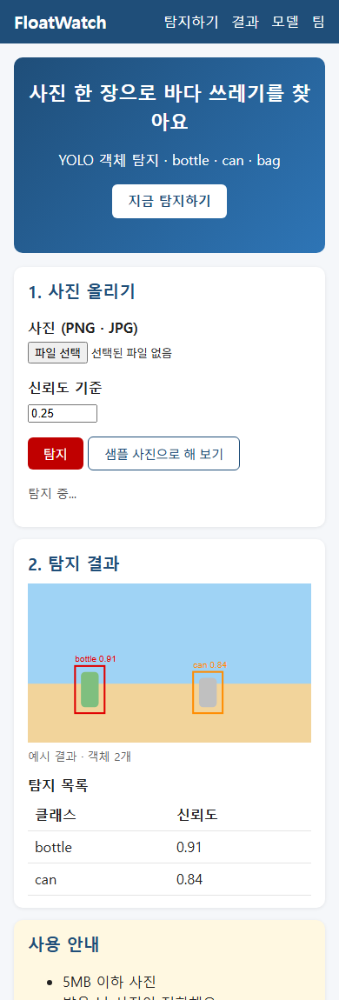 FloatWatch 탐지하기 결과 모델 팀
사진 한 장으로 바다 쓰레기를 찾
아요
YOLO 객체 탐지 · bottle · can · bag
지금 탐지하기
1. 사진 올리기
사진 (PNG · JPG)
파일 선택 선택된 파일 없음
신뢰도 기준
0.25
탐지 샘플 사진으로 해 보기
탐지 중...
2. 탐지 결과
bottle 0.91
can 0.84
예시 결과 · 객체 2개
탐지 목록
클래스 신뢰도
bottle 0.91
can 0.84
사용 안내
5MB 이하 사진